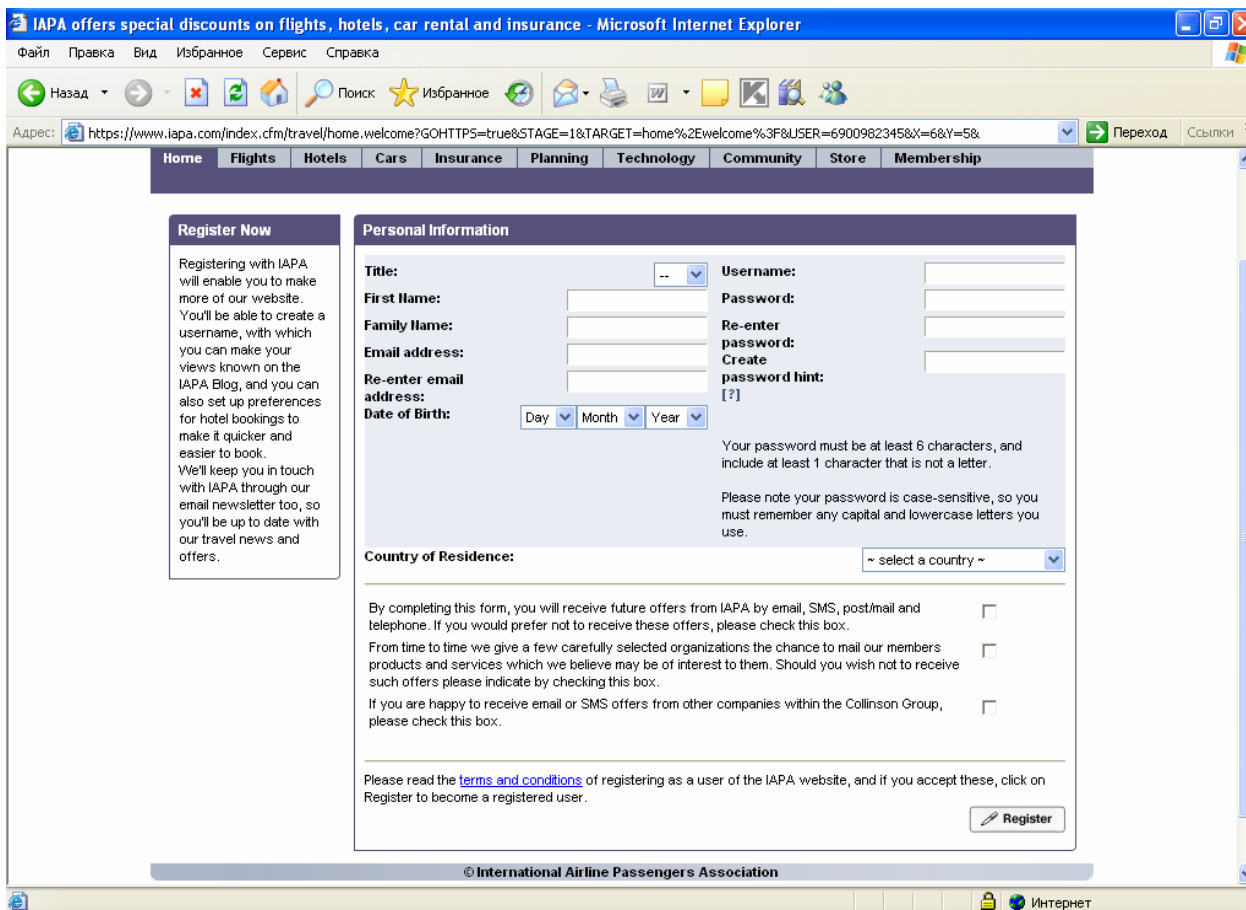 IAPA offers special discounts on flights, hotels, car rental and insurance - Microsoft Internet Explorer
Файл Правка Вид Избранное Сервис Справка
Назад Поиск Избранное
Адрес: https://www.iapa.com/index.cfm/travel/home.welcome?GOHTTPS=true&STAGE=1&TARGET=home%2Ewelcome%3F&USER=6900982345&X=6&Y=5& Переход Ссылки
Home Flights Hotels Cars Insurance Planning Technology Community Store Membership
Register Now
Registering with IAPA
will enable you to make
more of our website.
You'll be able to create a
username, with which
you can make your
views known on the
IAPA Blog, and you can
also set up preferences
for hotel bookings to
make it quicker and
easier to book.
We'll keep you in touch
with IAPA through our
email newsletter too, so
you'll be up to date with
our travel news and
offers.
Personal Information
Title: --
First Name:
Family Name:
Email address:
Re-enter email
address:
Date of Birth: Day Month Year
Username:
Password:
Re-enter
password:
Create
password hint:
[?]
Your password must be at least 6 characters, and
include at least 1 character that is not a letter.
Please note your password is case-sensitive, so you
must remember any capital and lowercase letters you
use.
Country of Residence: ~ select a country ~
By completing this form, you will receive future offers from IAPA by email, SMS, post/mail and
telephone. If you would prefer not to receive these offers, please check this box.
From time to time we give a few carefully selected organizations the chance to mail our members
products and services which we believe may be of interest to them. Should you wish not to receive
such offers please indicate by checking this box.
If you are happy to receive email or SMS offers from other companies within the Collinson Group,
please check this box.
Please read the terms and conditions of registering as a user of the IAPA website, and if you accept these, click on
Register to become a registered user.
Register
© International Airline Passengers Association
Интернет